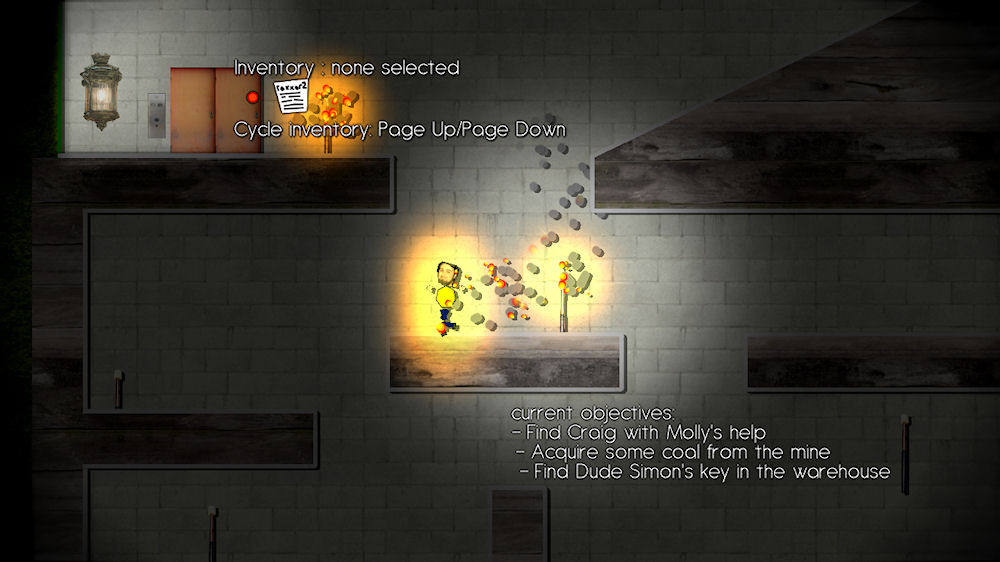 Inventory : none selected
Cycle inventory: Page Up/Page Down
current objectives:
- Find Craig with Molly's help
- Acquire some coal from the mine
- Find Dude Simon's key in the warehouse